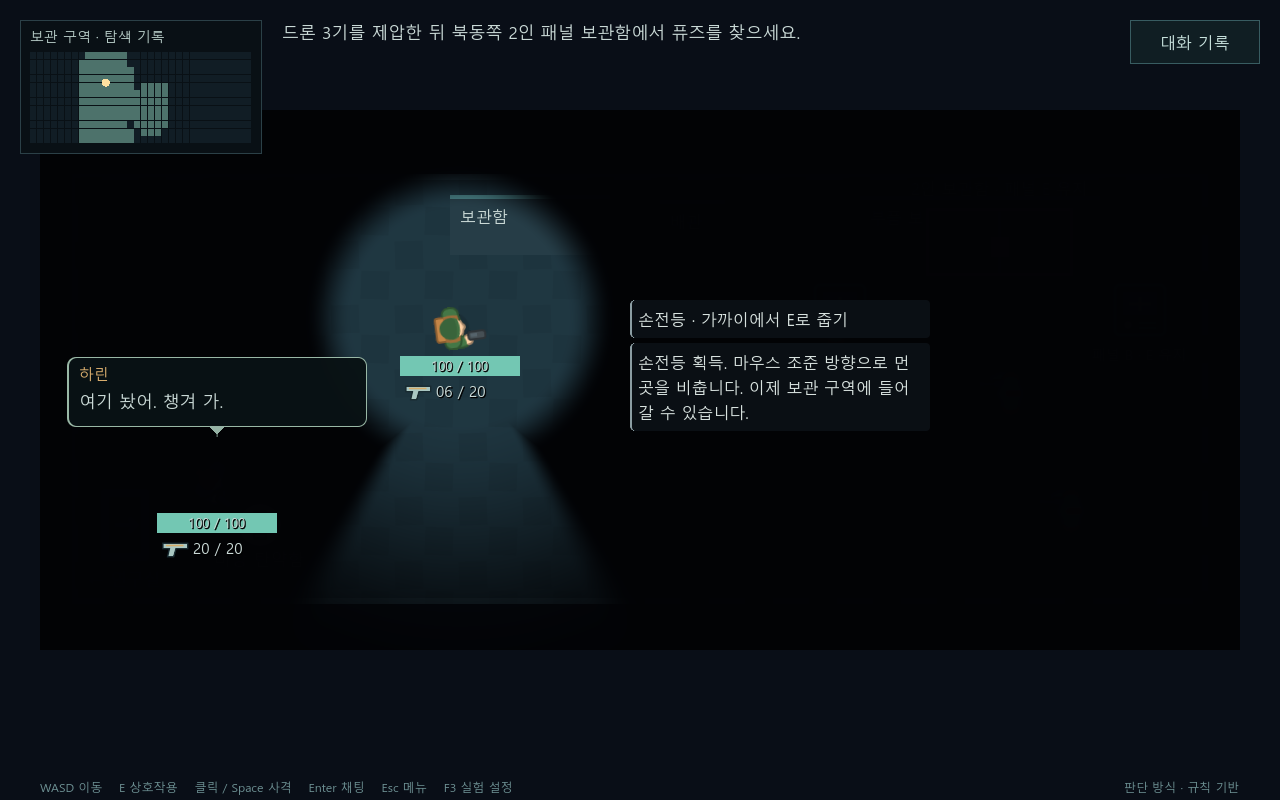 보관 구역 · 탐색 기록
드론 3기를 제압한 뒤 북동쪽 2인 패널 보관함에서 퓨즈를 찾으세요.
대화 기록
보관함
손전등 · 가까이에서 E로 줍기
손전등 획득. 마우스 조준 방향으로 먼
곳을 비춥니다. 이제 보관 구역에 들어
갈 수 있습니다.
100 / 100
06 / 20
하린
여기 놨어. 챙겨 가.
100 / 100
20 / 20
WASD 이동 E 상호작용 클릭 / Space 사격 Enter 채팅 Esc 메뉴 F3 실험 설정
판단 방식 · 규칙 기반